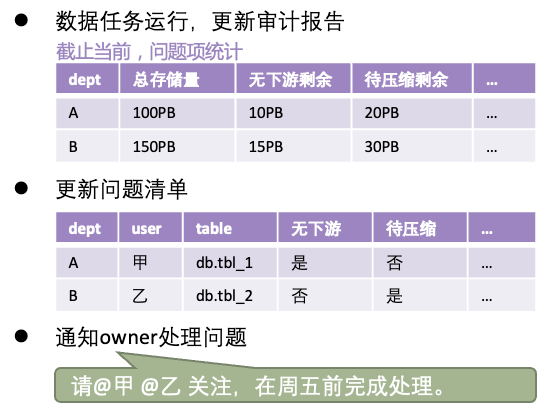 ● 数据任务运行，更新审计报告
截止当前，问题项统计
dept 总存储量 无下游剩余 待压缩剩余 ...
A 100PB 10PB 20PB ...
B 150PB 15PB 30PB ...
● 更新问题清单
dept user table 无下游 待压缩 ...
A 甲 db.tbl_1 是 否 ...
B 乙 db.tbl_2 否 是 ...
● 通知owner处理问题
请@甲 @乙 关注，在周五前完成处理。